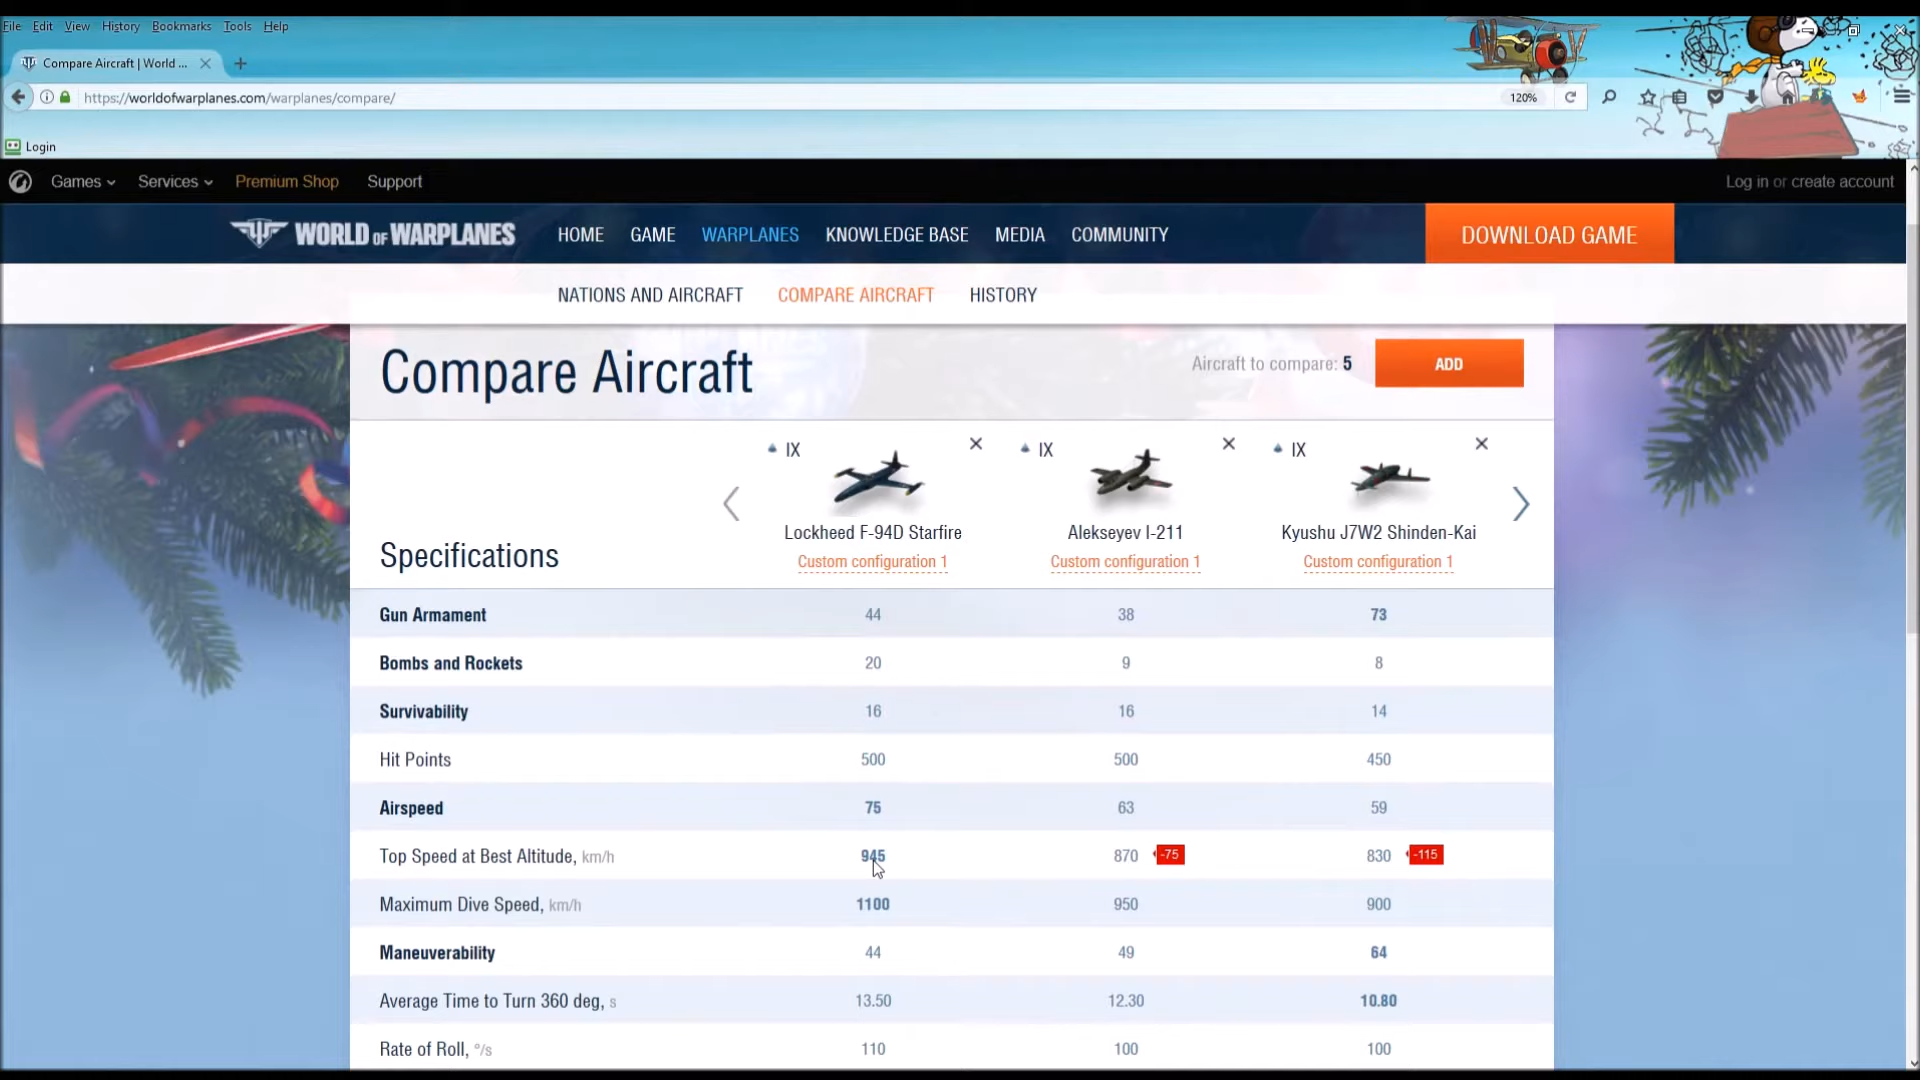 File Edit View History Bookmarks Tools Help
Compare Aircraft | World ...
https://worldofwarplanes.com/warplanes/compare/
120%
Login
Games Services Premium Shop Support
Log in or create account
WORLD OF WARPLANES
HOME GAME WARPLANES KNOWLEDGE BASE MEDIA COMMUNITY
DOWNLOAD GAME
NATIONS AND AIRCRAFT COMPARE AIRCRAFT HISTORY
Compare Aircraft
Aircraft to compare: 5
ADD
IX IX IX
Lockheed F-94D Starfire Alekseyev I-211 Kyushu J7W2 Shinden-Kai
Specifications
Custom configuration 1 Custom configuration 1 Custom configuration 1
Gun Armament 44 38 73
Bombs and Rockets 20 9 8
Survivability 16 16 14
Hit Points 500 500 450
Airspeed 75 63 59
Top Speed at Best Altitude, km/h 945 870 -75 830 -115
Maximum Dive Speed, km/h 1100 950 900
Maneuverability 44 49 64
Average Time to Turn 360 deg, s 13.50 12.30 10.80
Rate of Roll, °/s 110 100 100